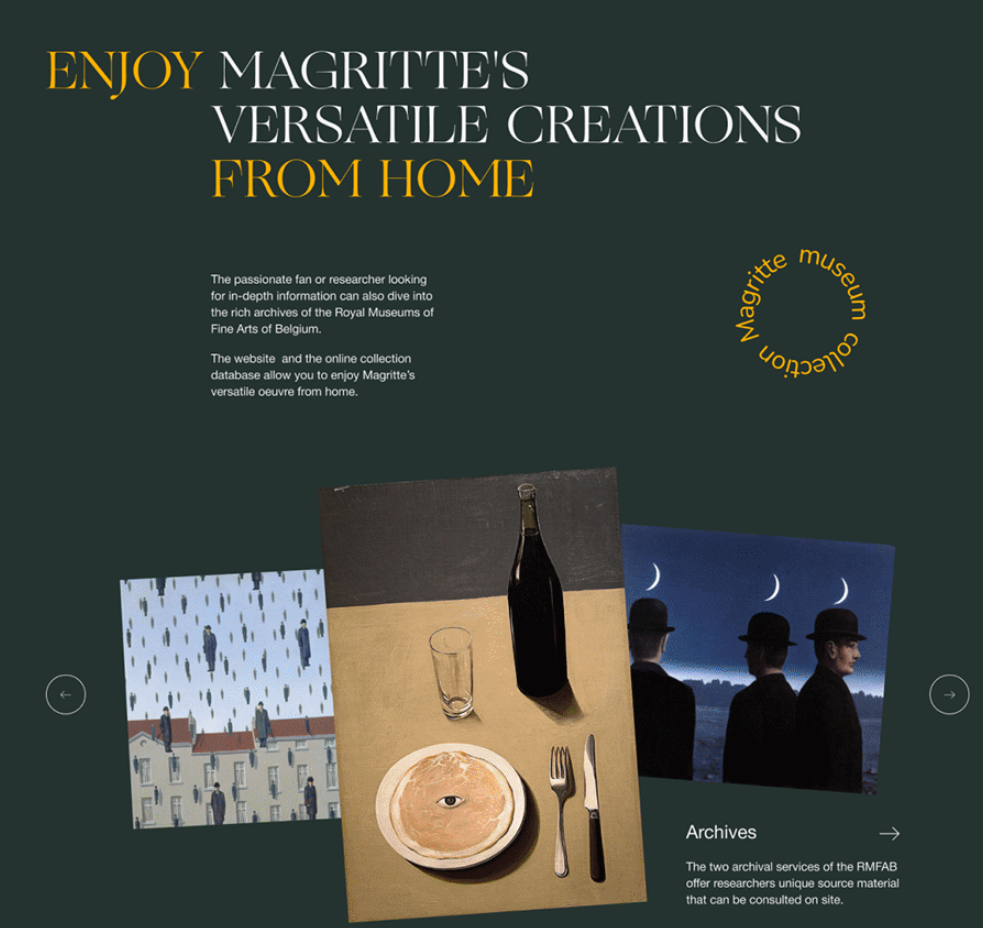 ENJOY MAGRITTE'S
VERSATILE CREATIONS
FROM HOME
The passionate fan or researcher looking
for in-depth information can also dive into
the rich archives of the Royal Museums of
Fine Arts of Belgium.
The website  and the online collection
database allow you to enjoy Magritte's
versatile oeuvre from home.
Magritte museum collection
Archives
The two archival services of the RMFAB
offer researchers unique source material
that can be consulted on site.